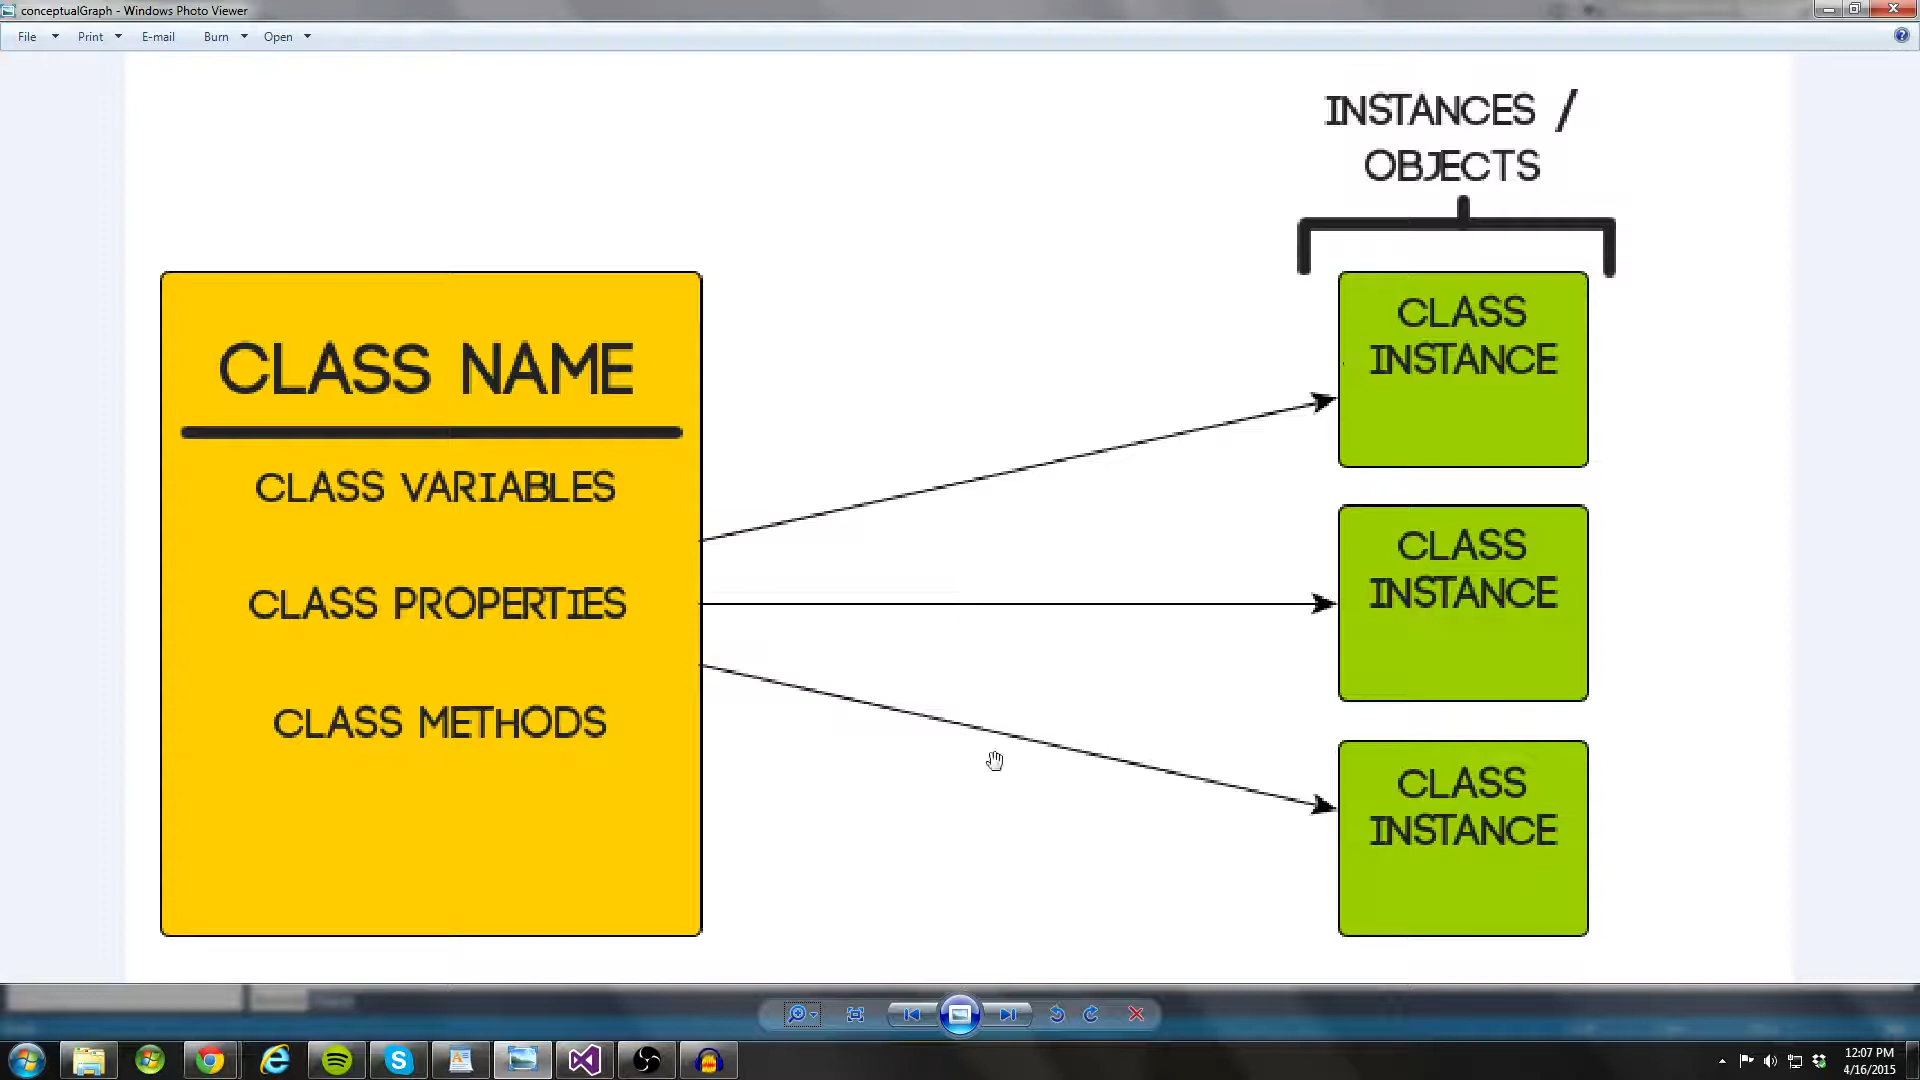 conceptualGraph - Windows Photo Viewer
File Print E-mail Burn Open
INSTANCES /
OBJECTS
CLASS NAME
CLASS VARIABLES
CLASS PROPERTIES
CLASS METHODS
CLASS
INSTANCE
CLASS
INSTANCE
CLASS
INSTANCE
12:07 PM
4/16/2015